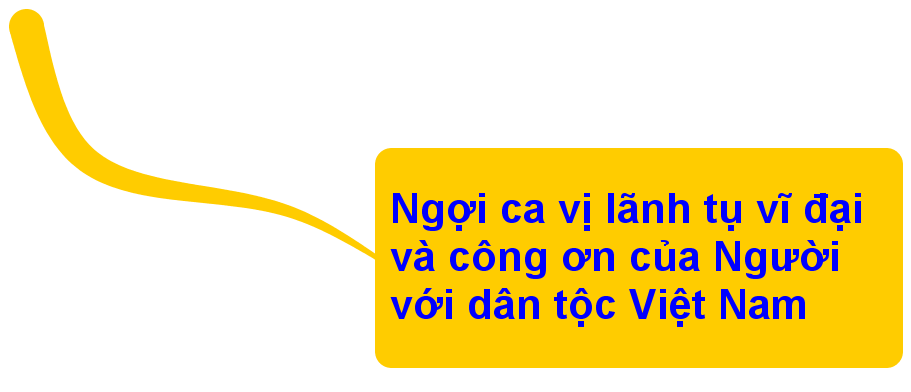 Ngợi ca vị lãnh tụ vĩ đại
và công ơn của Người
với dân tộc Việt Nam